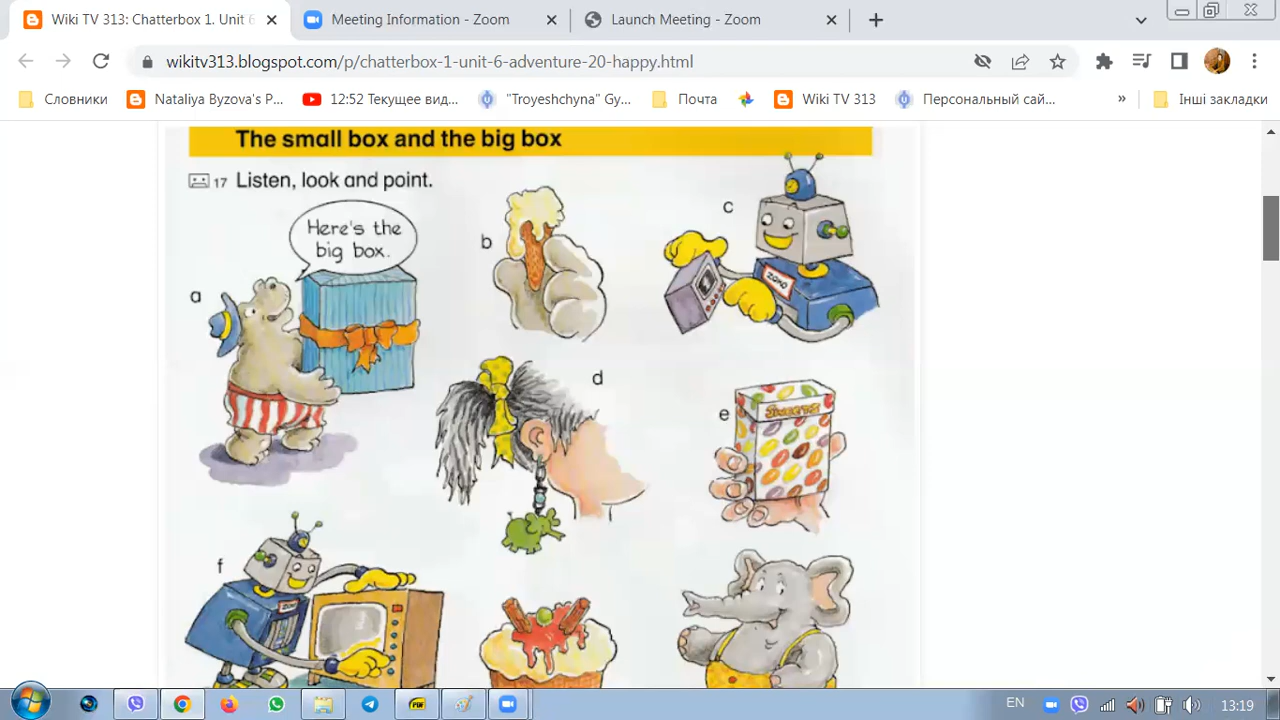 Wiki TV 313: Chatterbox 1. Unit 6
Meeting Information - Zoom
Launch Meeting - Zoom
wikitv313.blogspot.com/p/chatterbox-1-unit-6-adventure-20-happy.html
Словники
Nataliya Byzova's P...
12:52 Текущее вид...
"Troyeshchyna" Gy...
Почта
Wiki TV 313
Персональный сай...
»
Інші закладки
The small box and the big box
17 Listen, look and point.
Here's the
big box.
a
b
c
ZOKO
d
e
SWEETS
f
ZOKO
EN
13:19